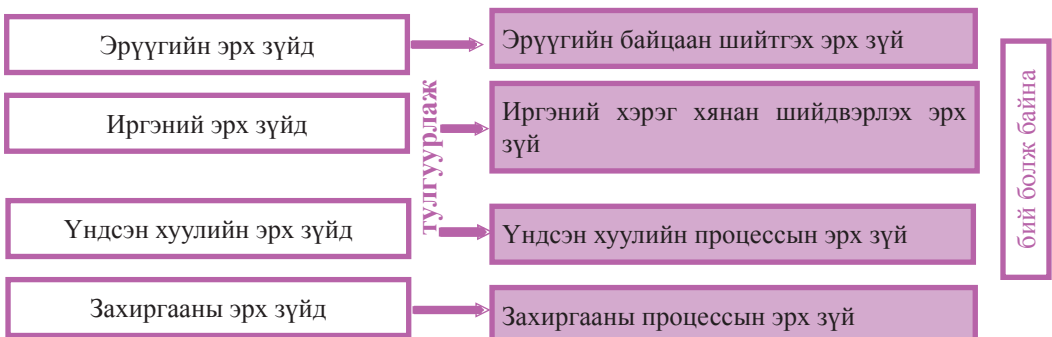 Эрүүгийн эрх зүйд
Эрүүгийн байцаан шийтгэх эрх зүй
Иргэний эрх зүйд
Иргэний хэрэг хянан шийдвэрлэх эрх
зүй
Үндсэн хуулийн эрх зүйд
Үндсэн хуулийн процессын эрх зүй
Захиргааны эрх зүйд
Захиргааны процессын эрх зүй
тулгуурлаж
бий болж байна